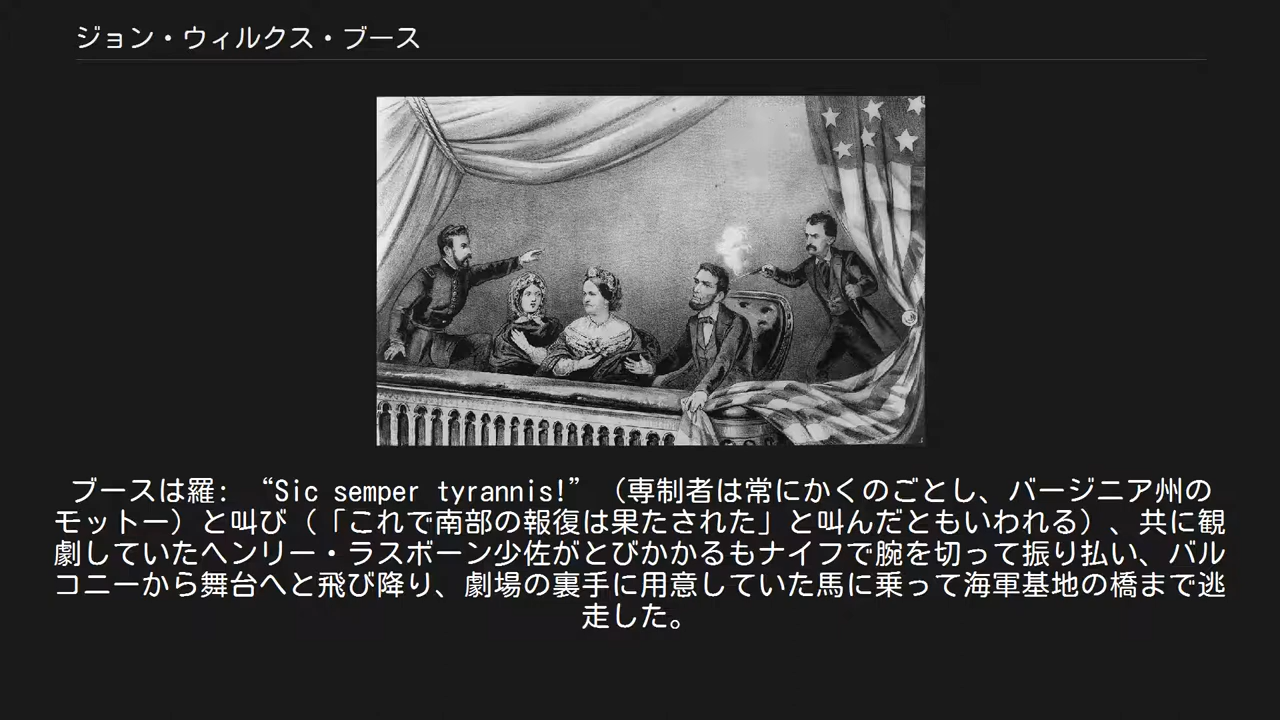 ジョン・ウィルクス・ブース
ブースは羅: “Sic semper tyrannis!” （専制者は常にかくのごとし、バージニア州の
モットー）と叫び（「これで南部の報復は果たされた」と叫んだともいわれる）、共に観
劇していたヘンリー・ラスボーン少佐がとびかかるもナイフで腕を切って振り払い、バル
コニーから舞台へと飛び降り、劇場の裏手に用意していた馬に乗って海軍基地の橋まで逃
走した。